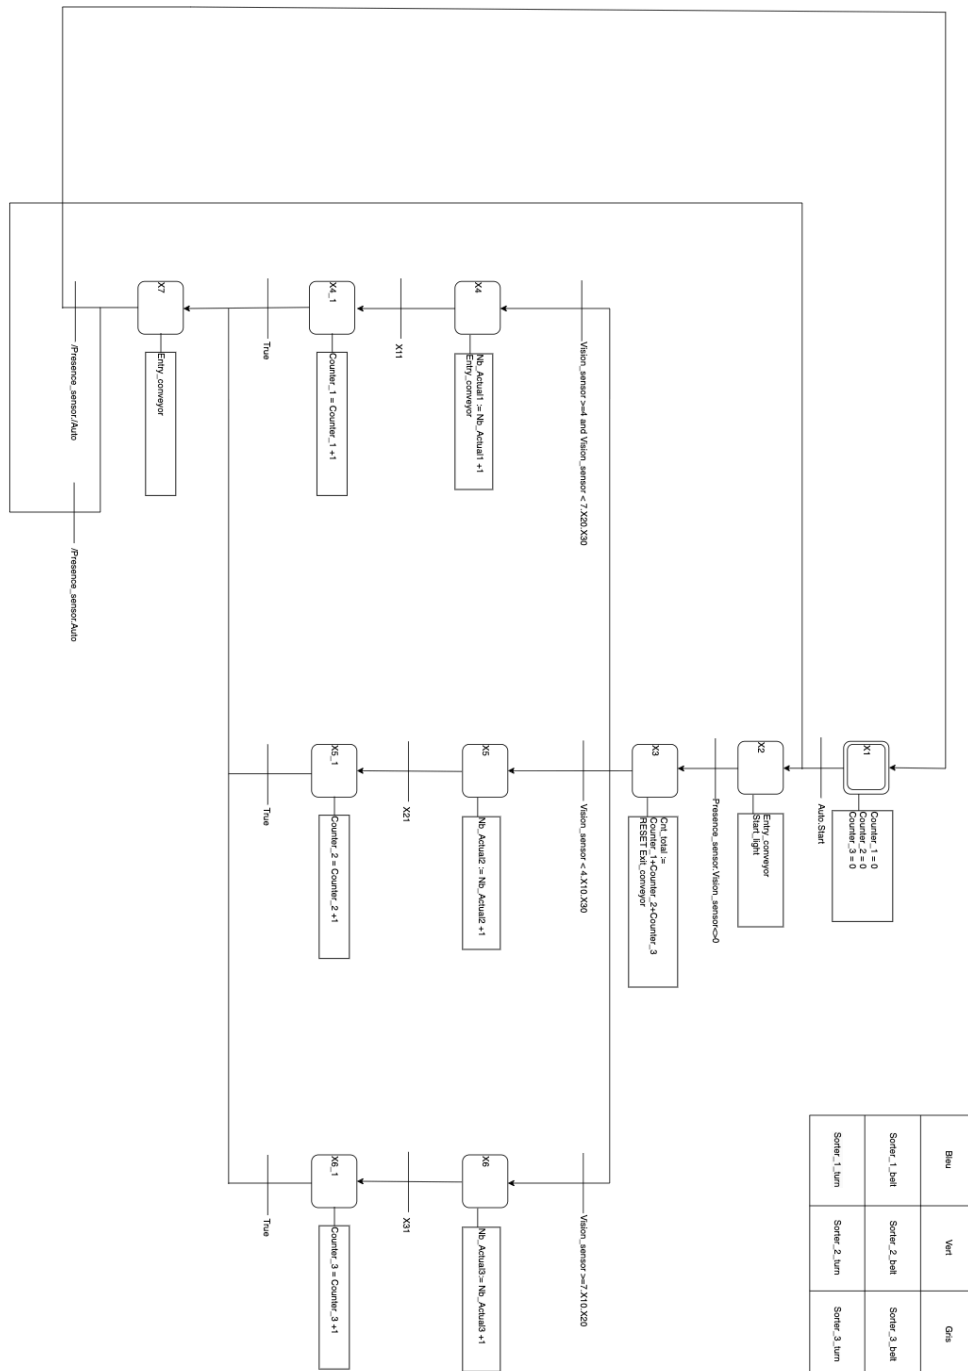 X1
Counter_1 = 0
Counter_2 = 0
Counter_3 = 0
Auto.Start
X2
Entry_conveyor
Start_light
Presence_sensor.Vision_sensor<>0
X3
Cnt_total :=
Counter_1+Counter_2+Counter_3
RESET Exit_conveyor
Vision_sensor >=4 and Vision_sensor < 7.X20.X30
Vision_sensor < 4.X10.X30
Vision_sensor >=7.X10.X20
X4
Nb_Actual1 := Nb_Actual1 +1
Entry_conveyor
X5
Nb_Actual2 := Nb_Actual2 +1
X6
Nb_Actual3:= Nb_Actual3 +1
X11
X21
X31
X4_1
Counter_1 = Counter_1 +1
X5_1
Counter_2 = Counter_2 +1
X6_1
Counter_3 = Counter_3 +1
True
True
True
X7
Entry_conveyor
/Presence_sensor./Auto
/Presence_sensor.Auto
Bleu
Vert
Gris
Sorter_1_belt
Sorter_2_belt
Sorter_3_belt
Sorter_1_turn
Sorter_2_turn
Sorter_3_turn